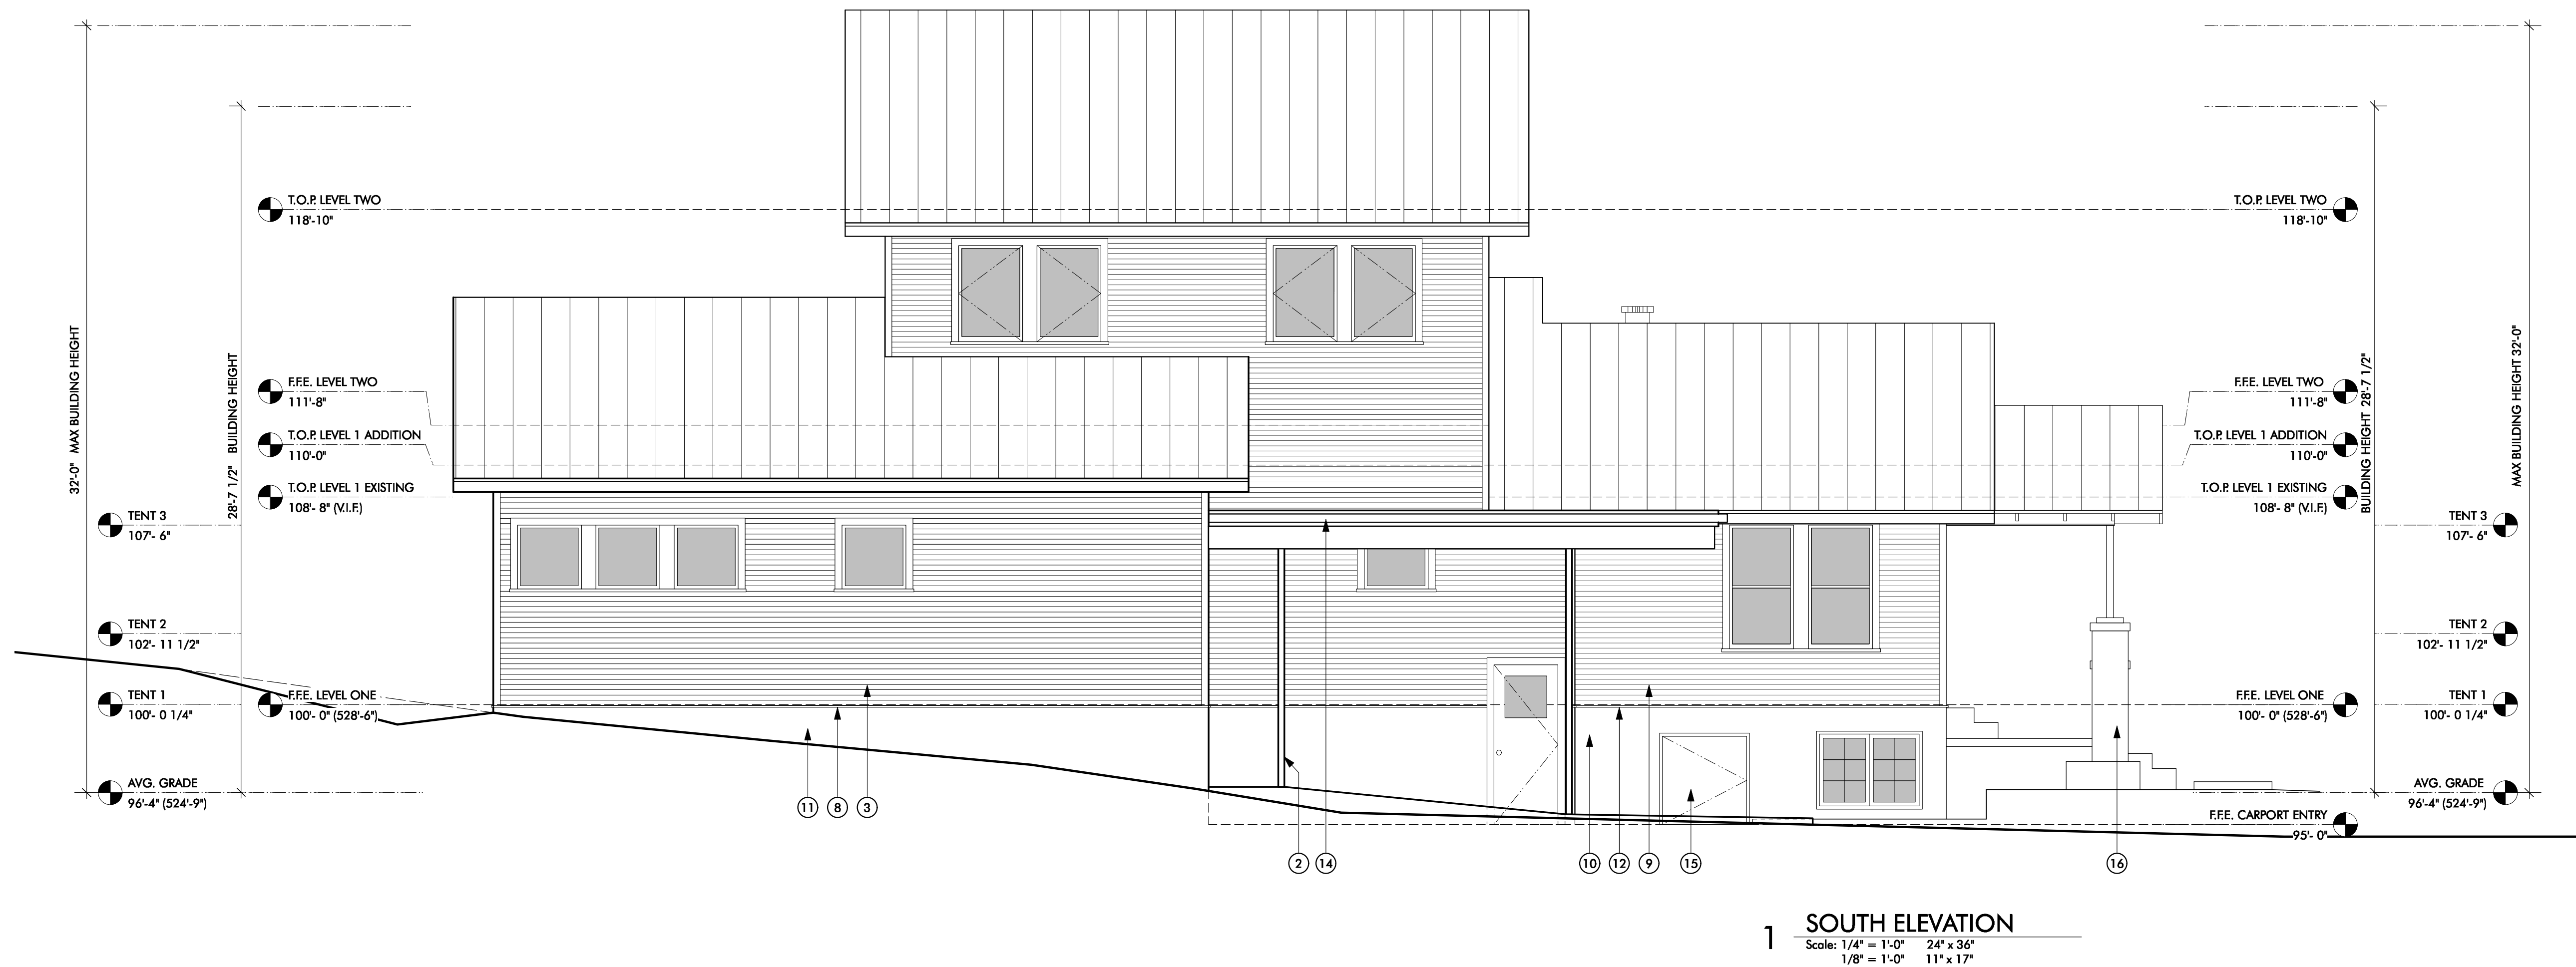 T.O.P. LEVEL TWO
118'-10"
T.O.P. LEVEL TWO
118'-10"
32'-0" MAX BUILDING HEIGHT
28'-7 1/2" BUILDING HEIGHT
F.F.E. LEVEL TWO
111'-8"
T.O.P. LEVEL 1 ADDITION
110'-0"
T.O.P. LEVEL 1 EXISTING
108'- 8" (V.I.F.)
TENT 3
107'- 6"
TENT 2
102'- 11 1/2"
TENT 1
100'- 0 1/4"
F.F.E. LEVEL ONE
100'- 0" (528'-6")
AVG. GRADE
96'-4" (524'-9")
F.F.E. LEVEL TWO
111'-8"
T.O.P. LEVEL 1 ADDITION
110'-0"
T.O.P. LEVEL 1 EXISTING
108'- 8" (V.I.F.)
BUILDING HEIGHT 28'-7 1/2"
MAX BUILDING HEIGHT 32'-0"
TENT 3
107'- 6"
TENT 2
102'- 11 1/2"
F.F.E. LEVEL ONE
100'- 0" (528'-6")
TENT 1
100'- 0 1/4"
AVG. GRADE
96'-4" (524'-9")
F.F.E. CARPORT ENTRY
95'- 0"
11 8 3
2 14 10 12 9 15 16
1 SOUTH ELEVATION
Scale: 1/4" = 1'-0" 24" x 36"
1/8" = 1'-0" 11" x 17"